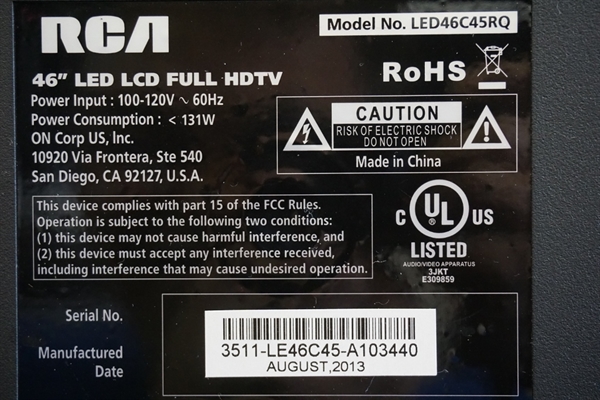 RCA
Model No. LED46C45RQ
46” LED LCD FULL HDTV
Power Input : 100-120V ~ 60Hz
Power Consumption : < 131W
ON Corp US, Inc.
10920 Via Frontera, Ste 540
San Diego, CA 92127, U.S.A.
RoHS
CAUTION
RISK OF ELECTRIC SHOCK
DO NOT OPEN
Made in China
This device complies with part 15 of the FCC Rules.
Operation is subject to the following two conditions:
(1) this device may not cause harmful interference, and
(2) this device must accept any interference received,
including interference that may cause undesired operation.
C UL US
LISTED
AUDIO/VIDEO APPARATUS
3JKT
E309859
Serial No.
Manufactured
Date
3511-LE46C45-A103440
AUGUST,2013